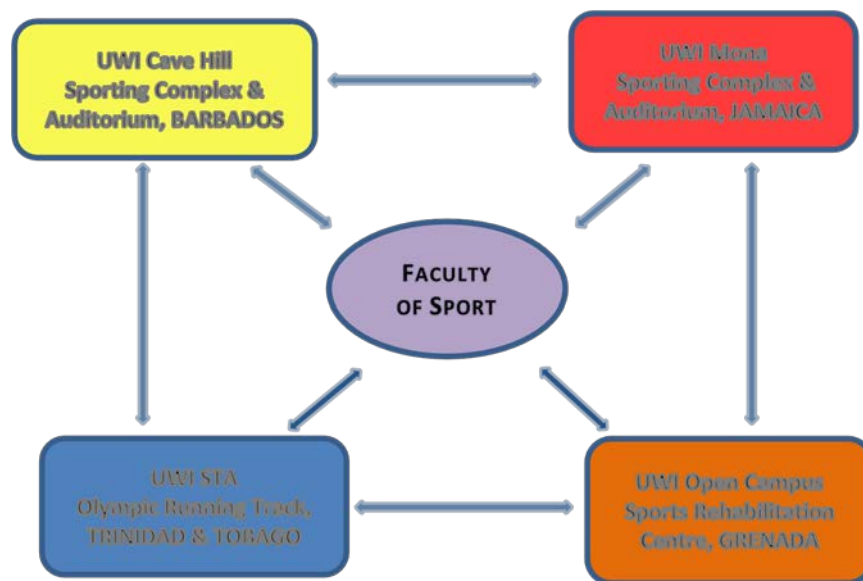 UWI Cave Hill
Sporting Complex &
Auditorium, BARBADOS
UWI Mona
Sporting Complex &
Auditorium, JAMAICA
FACULTY
OF SPORT
UWI STA
Olympic Running Track,
TRINIDAD & TOBAGO
UWI Open Campus
Sports Rehabilitation
Centre, GRENADA